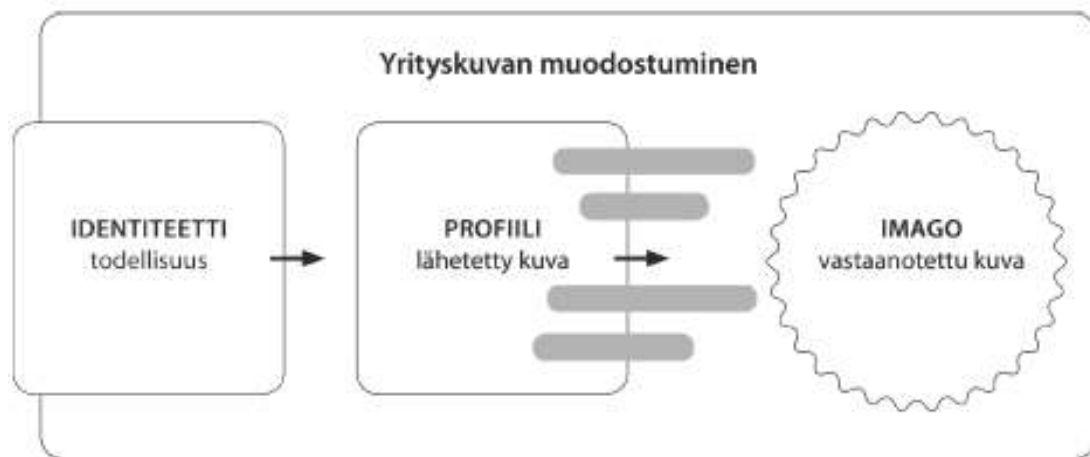 Yrityskuvan muodostuminen
IDENTITEETTI
todellisuus
PROFIILI
lähetetty kuva
IMAGO
vastaanotettu kuva